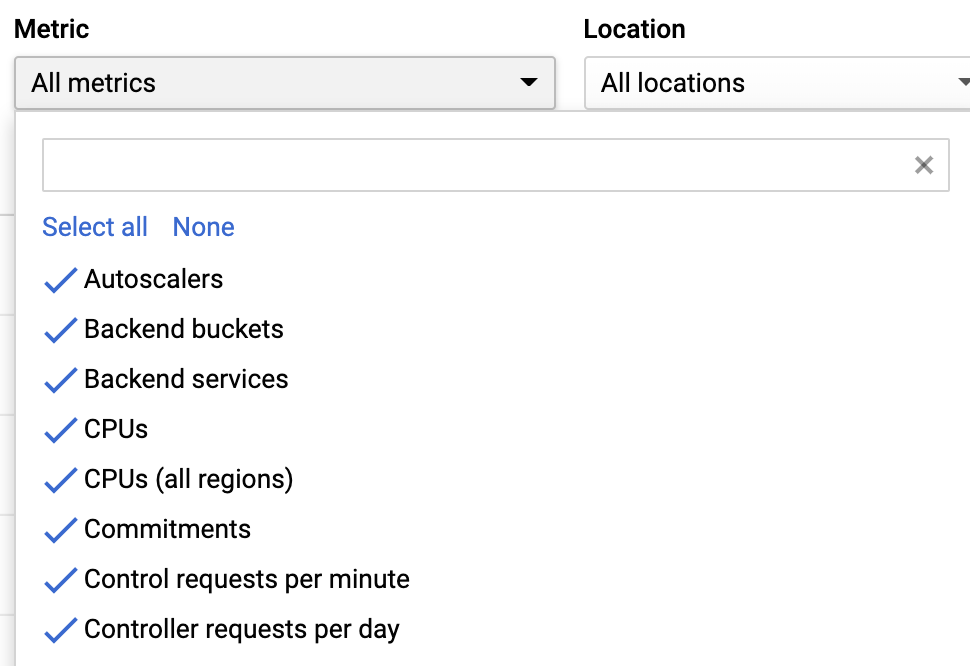 Metric Location
All metrics All locations
Select all None
Autoscalers
Backend buckets
Backend services
CPUs
CPUs (all regions)
Commitments
Control requests per minute
Controller requests per day